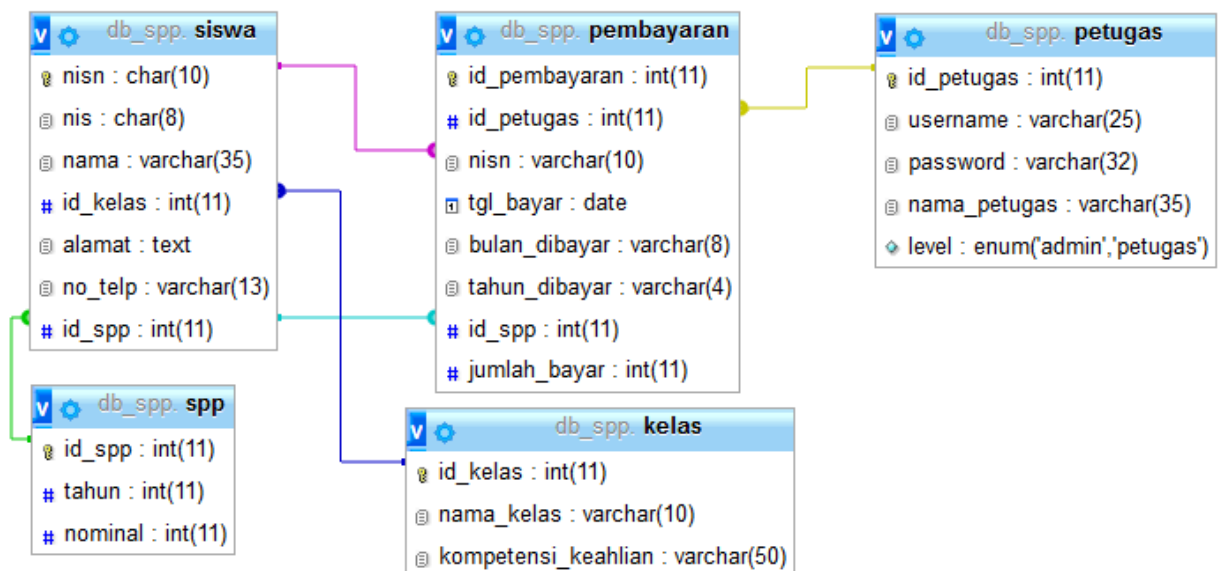 db_spp. siswa
nisn : char(10)
nis : char(8)
nama : varchar(35)
id_kelas : int(11)
alamat : text
no_telp : varchar(13)
id_spp : int(11)
db_spp. pembayaran
id_pembayaran : int(11)
id_petugas : int(11)
nisn : varchar(10)
tgl_bayar : date
bulan_dibayar : varchar(8)
tahun_dibayar : varchar(4)
id_spp : int(11)
jumlah_bayar : int(11)
db_spp. petugas
id_petugas : int(11)
username : varchar(25)
password : varchar(32)
nama_petugas : varchar(35)
level : enum('admin','petugas')
db_spp. spp
id_spp : int(11)
tahun : int(11)
nominal : int(11)
db_spp. kelas
id_kelas : int(11)
nama_kelas : varchar(10)
kompetensi_keahlian : varchar(50)